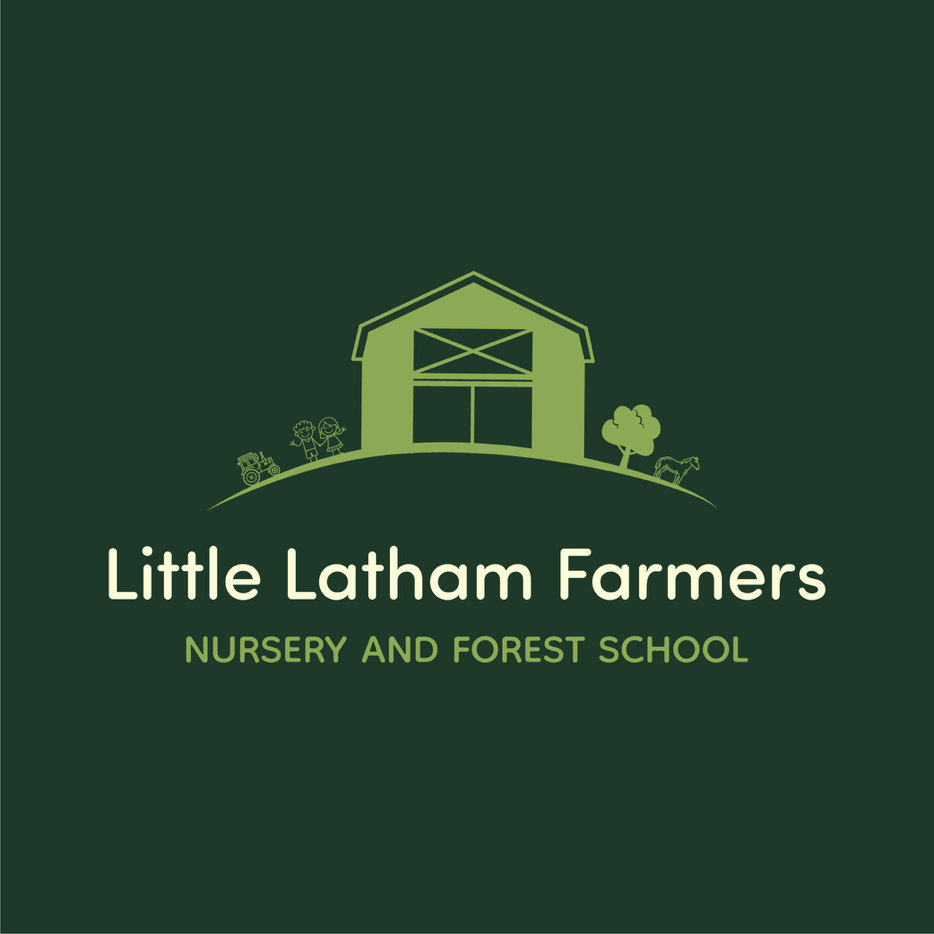 Little Latham Farmers
NURSERY AND FOREST SCHOOL